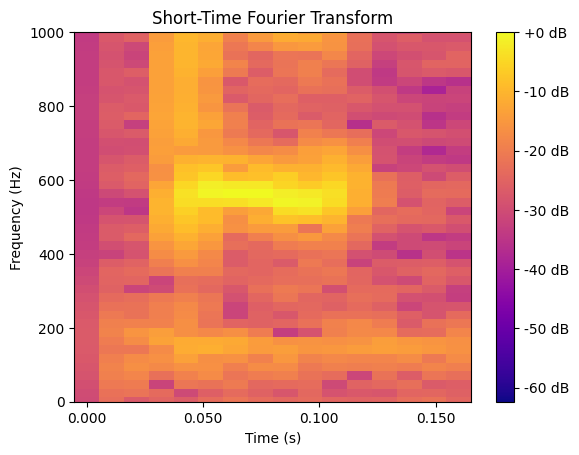 Short-Time Fourier Transform
1000
800
600
400
200
0
Frequency (Hz)
0.000
0.050
0.100
0.150
Time (s)
+0 dB
-10 dB
-20 dB
-30 dB
-40 dB
-50 dB
-60 dB